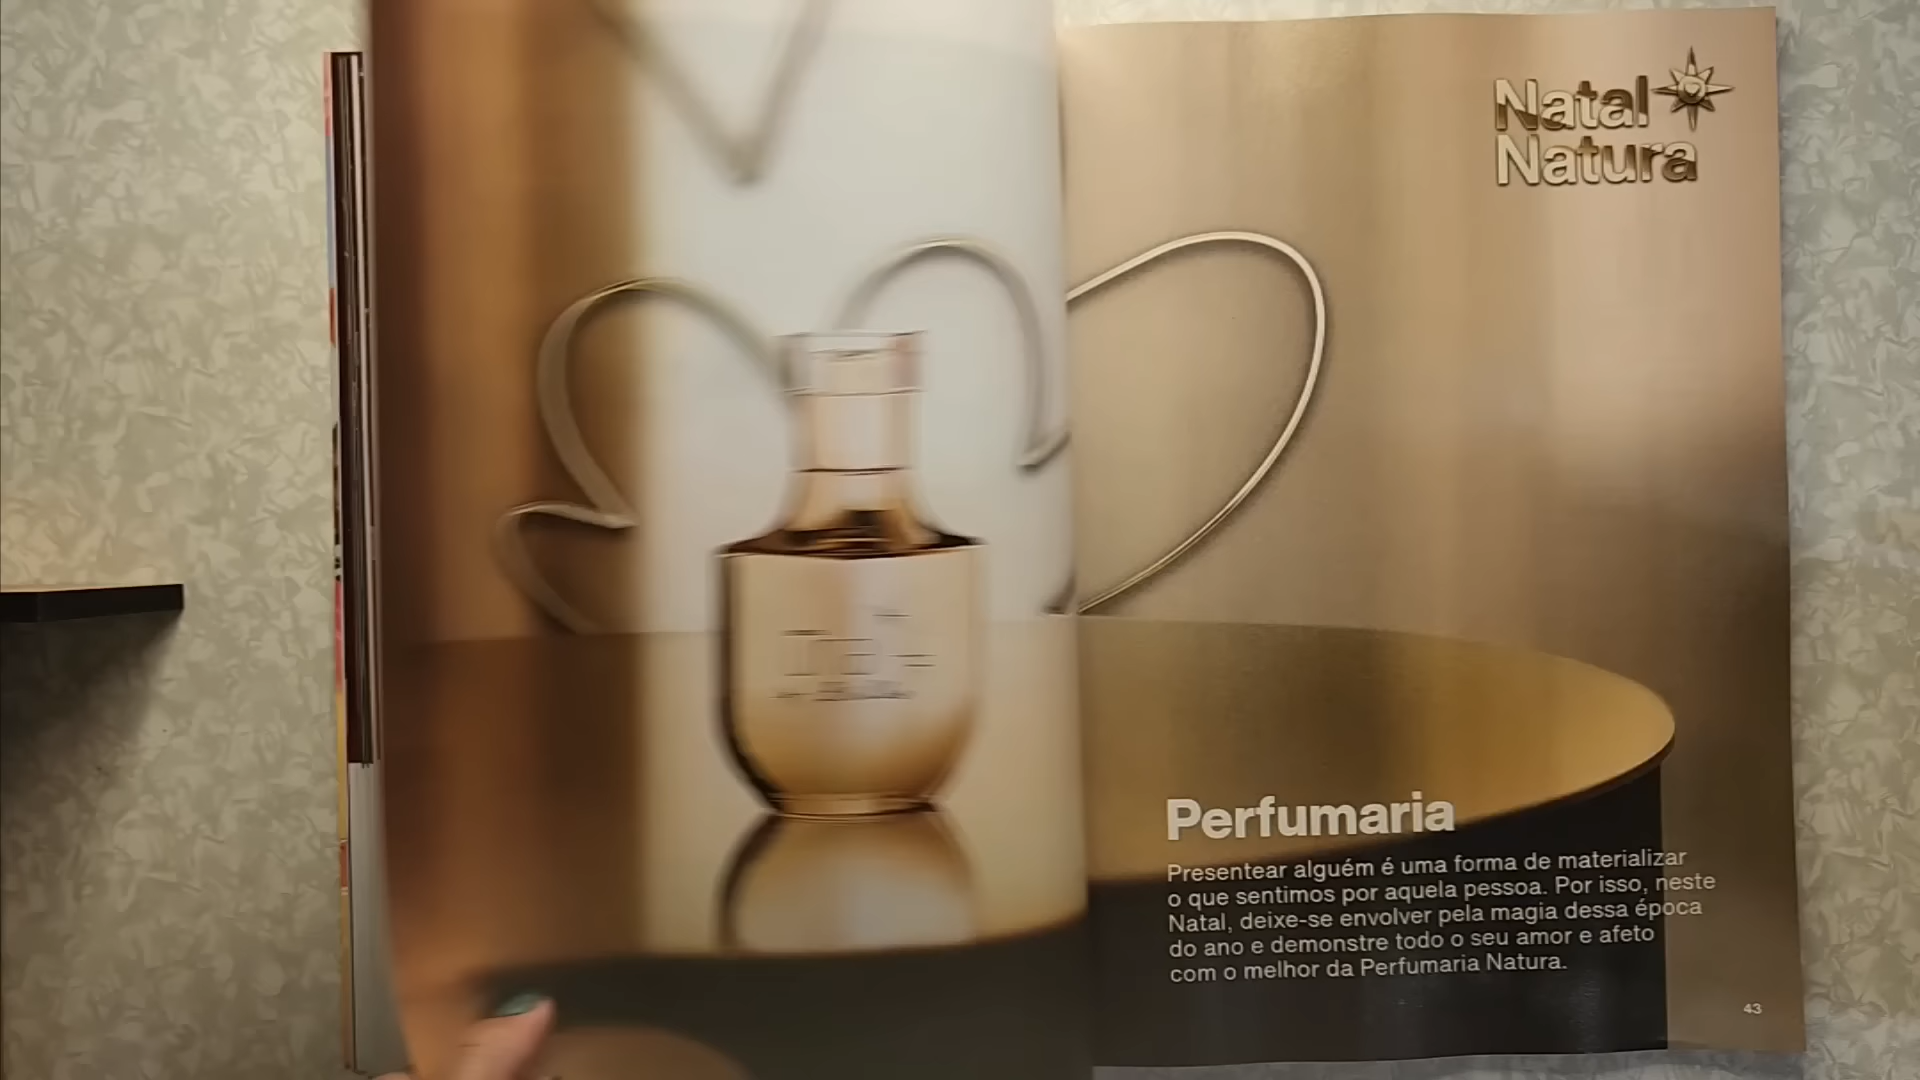 Natal
Natura
Perfumaria
Presentear alguém é uma forma de materializar
o que sentimos por aquela pessoa. Por isso, neste
Natal, deixe-se envolver pela magia dessa época
do ano e demonstre todo o seu amor e afeto
com o melhor da Perfumaria Natura.
43